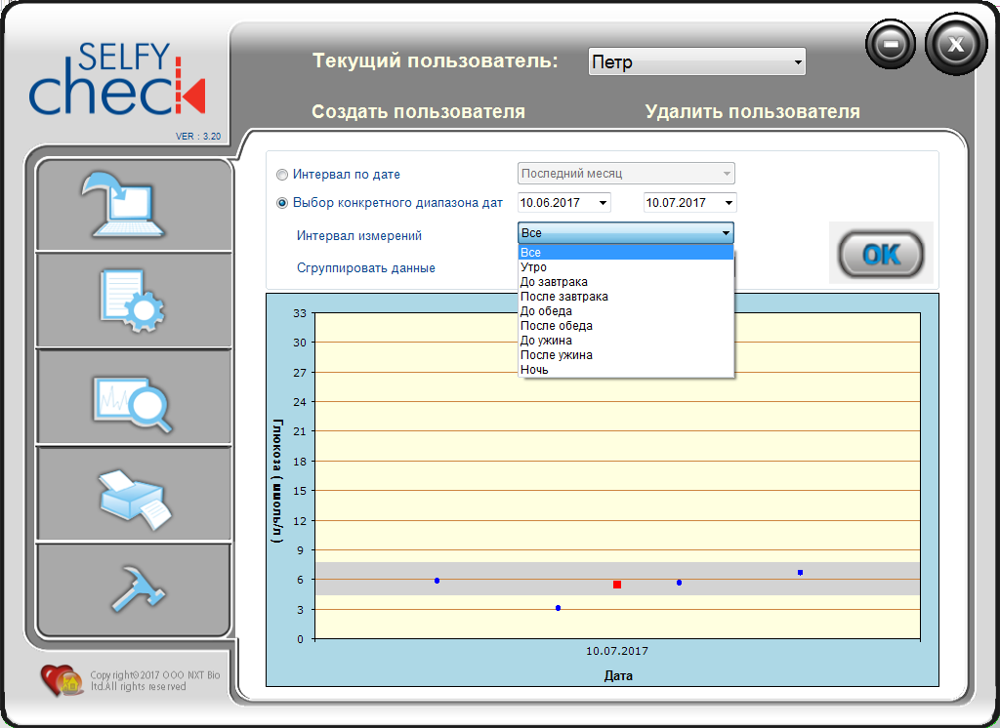 SELFY
check
VER : 3.20
Текущий пользователь:
Петр
X
Создать пользователя
Удалить пользователя
Интервал по дате
Последний месяц
Выбор конкретного диапазона дат
10.06.2017
10.07.2017
Интервал измерений
Все
Сгруппировать данные
OK
Все
Утро
До завтрака
После завтрака
До обеда
После обеда
До ужина
После ужина
Ночь
Глюкоза ( ммоль/л )
33
30
27
24
21
18
15
12
9
6
3
0
10.07.2017
Дата
Copyright©2017 ООО NXT Bio
ltd.All rights reserved